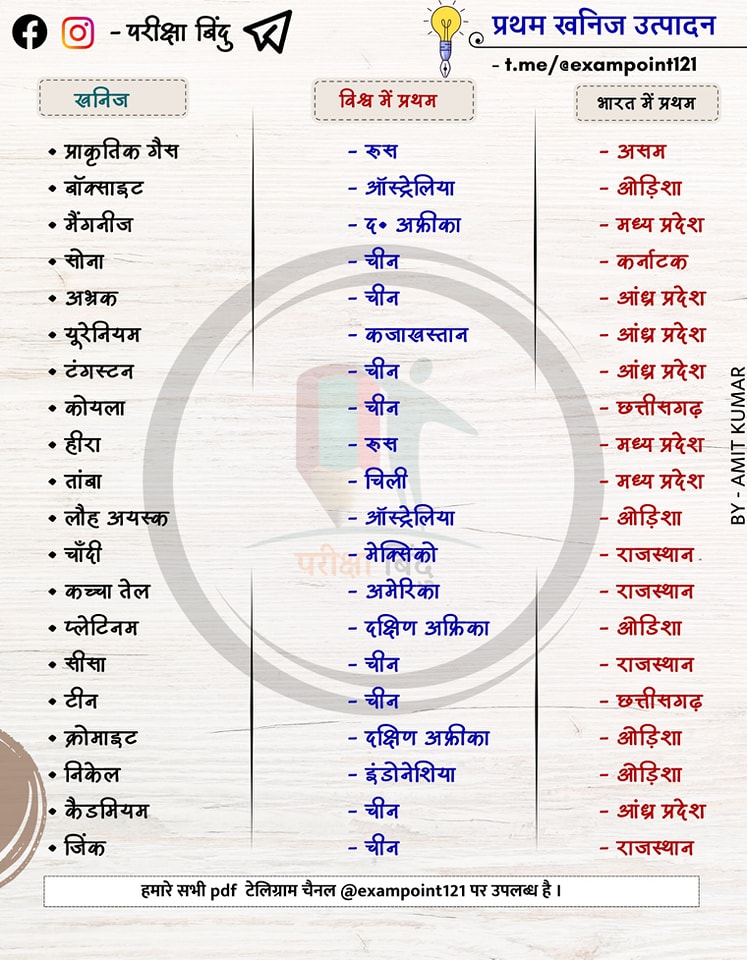 - परीक्षा बिंदु
प्रथम खनिज उत्पादन
- t.me/@exampoint121
खनिज विश्व में प्रथम भारत में प्रथम
• प्राकृतिक गैस - रूस - असम
• बॉक्साइट - ऑस्ट्रेलिया - ओड़िशा
• मैंगनीज - द• अफ्रीका - मध्य प्रदेश
• सोना - चीन - कर्नाटक
• अभ्रक - चीन - आंध्र प्रदेश
• यूरेनियम - कजाखस्तान - आंध्र प्रदेश
• टंगस्टन - चीन - आंध्र प्रदेश
• कोयला - चीन - छत्तीसगढ़
• हीरा - रूस - मध्य प्रदेश
• तांबा - चिली - मध्य प्रदेश
• लौह अयस्क - ऑस्ट्रेलिया - ओड़िशा
• चाँदी - मेक्सिको - राजस्थान .
परीक्षा बिंदु
• कच्चा तेल - अमेरिका - राजस्थान
• प्लेटिनम - दक्षिण अफ्रिका - ओडिशा
• सीसा - चीन - राजस्थान
• टीन - चीन - छत्तीसगढ़
• क्रोमाइट - दक्षिण अफ्रीका - ओड़िशा
• निकेल - इंडोनेशिया - ओड़िशा
• कैडमियम - चीन - आंध्र प्रदेश
• जिंक - चीन - राजस्थान
BY - AMIT KUMAR
हमारे सभी pdf टेलिग्राम चैनल @exampoint121 पर उपलब्ध है ।